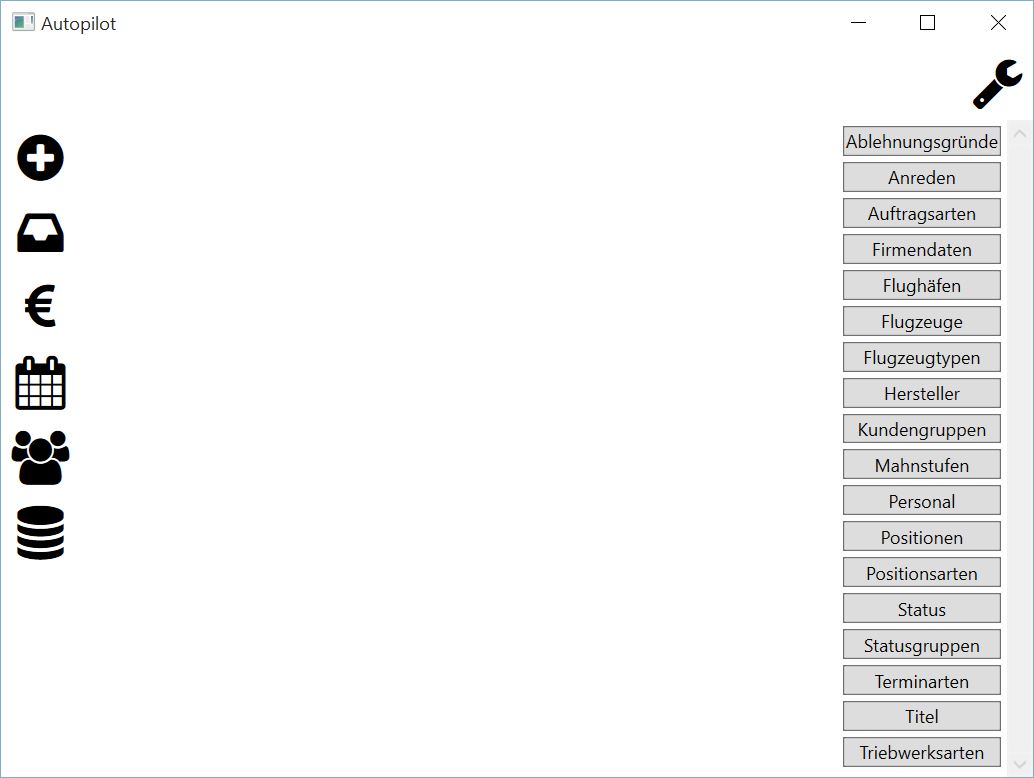 Autopilot
Ablehnungsgründe
Anreden
Auftragsarten
Firmendaten
Flughäfen
Flugzeuge
Flugzeugtypen
Hersteller
Kundengruppen
Mahnstufen
Personal
Positionen
Positionsarten
Status
Statusgruppen
Terminarten
Titel
Triebwerksarten